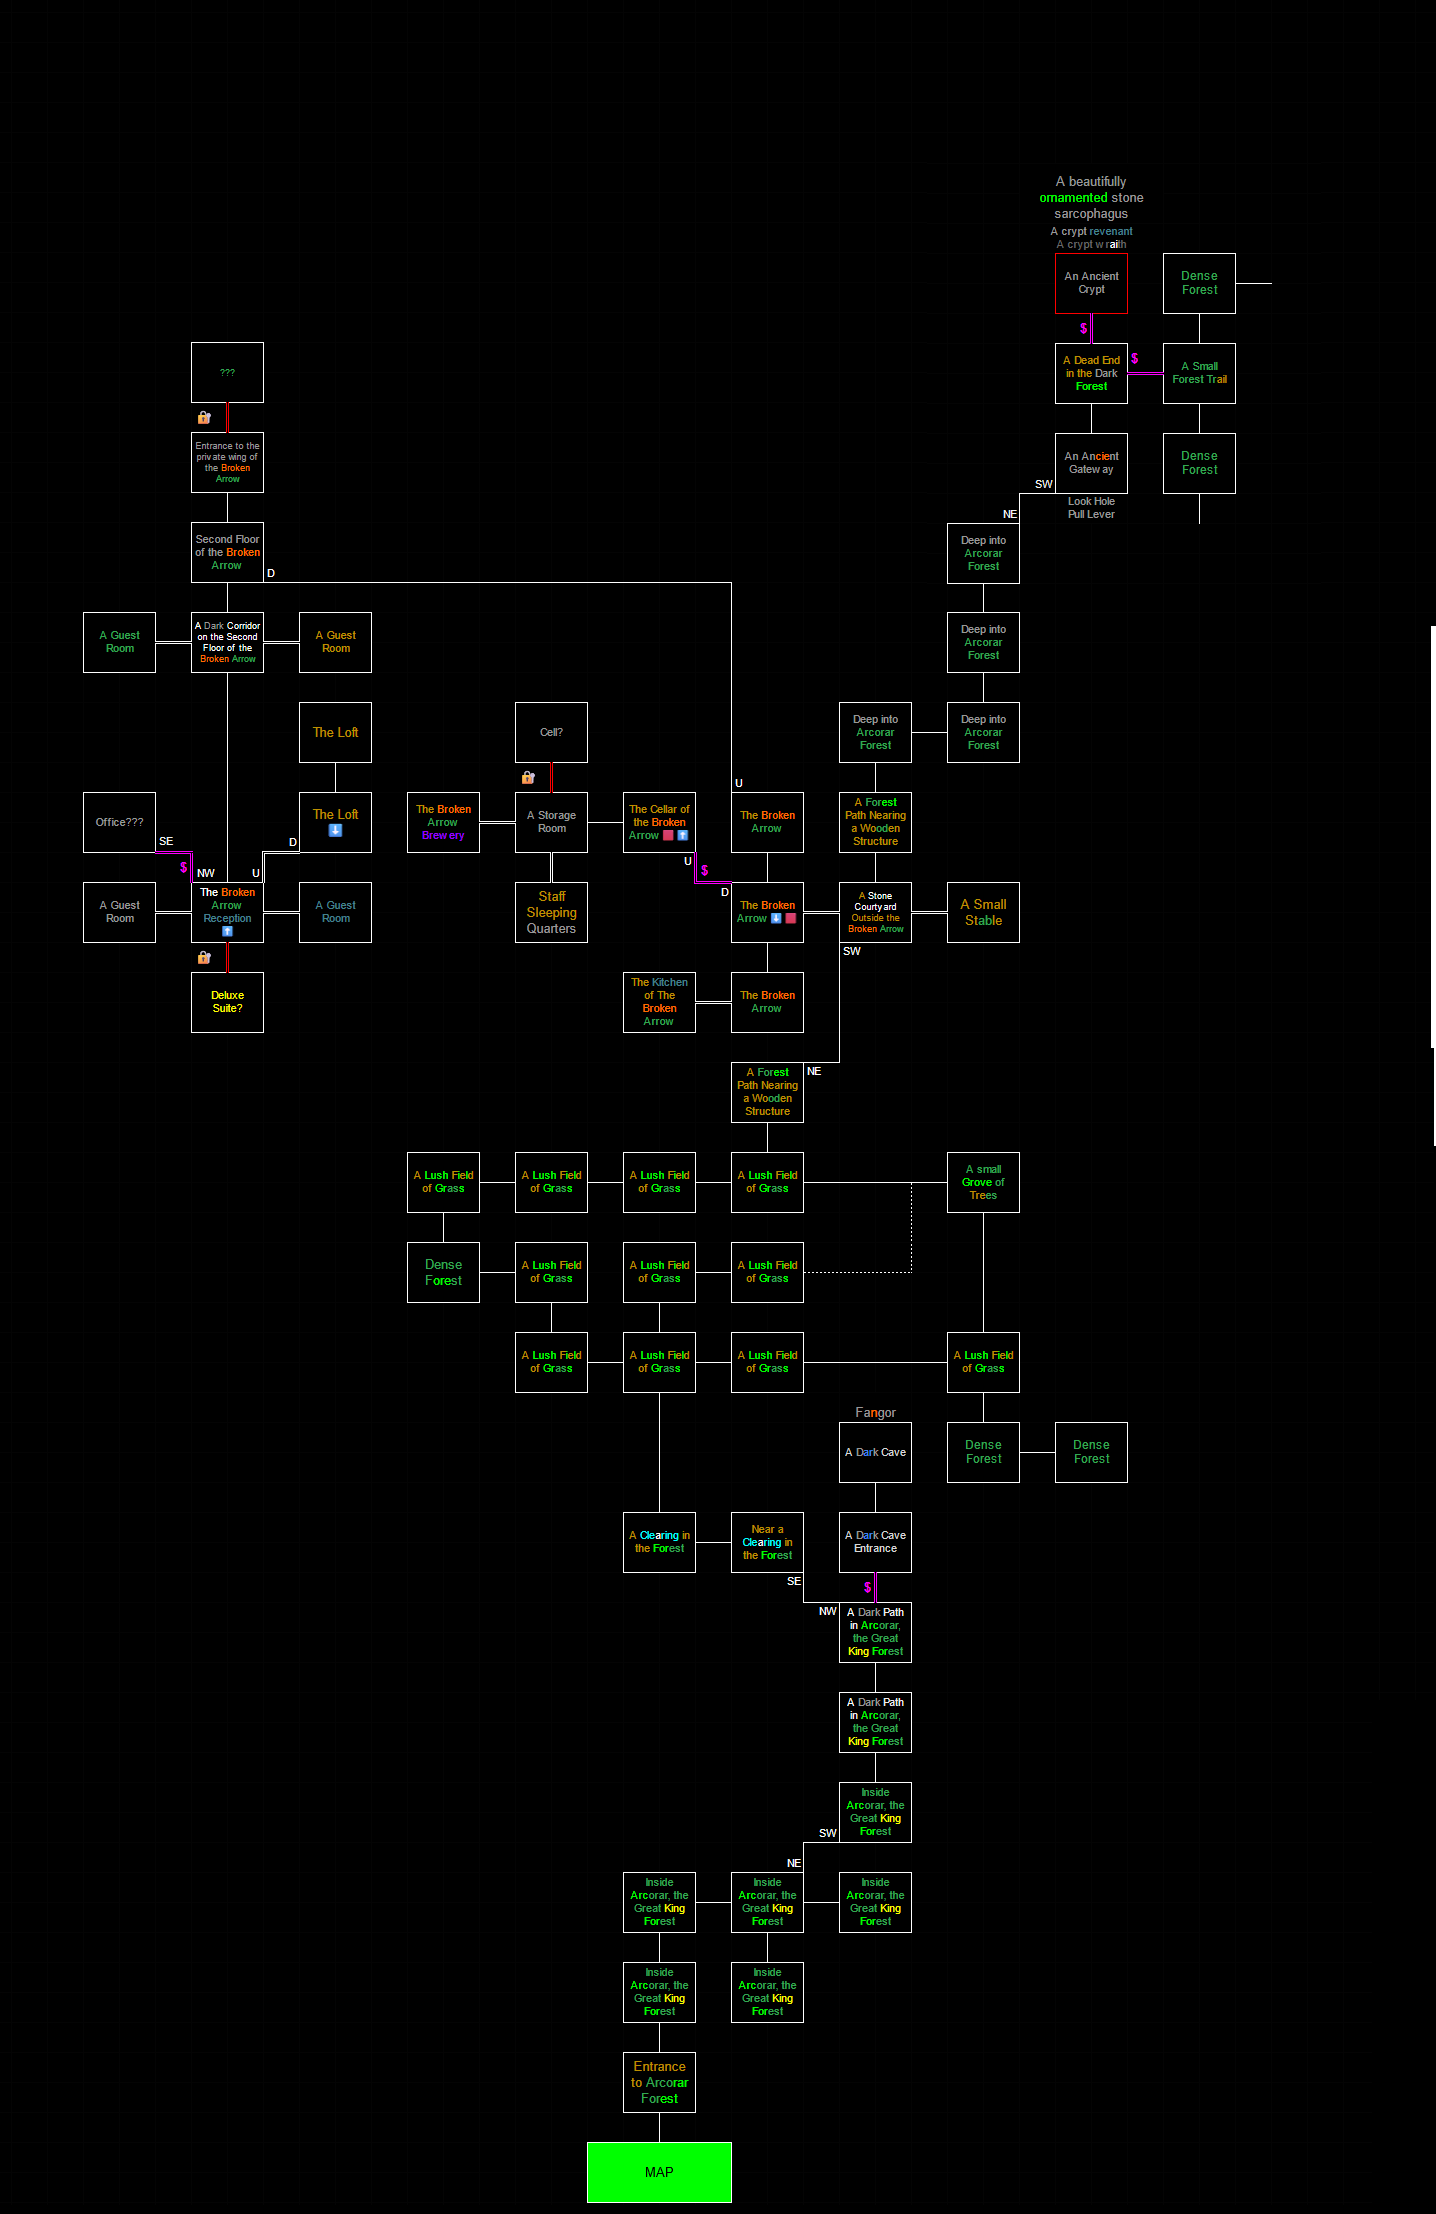 A beautifully
ornamented stone
sarcophagus
A crypt revenant
A crypt wraith
An Ancient
Crypt
Dense
Forest
$
A Dead End
in the Dark
Forest
$
A Small
Forest Trail
???
Entrance to the
private wing of
the Broken
Arrow
An Ancient
Gateway
Dense
Forest
SW
Look Hole
Pull Lever
NE
Second Floor
of the Broken
Arrow
D
Deep into
Arcorar
Forest
A Guest
Room
A Dark Corridor
on the Second
Floor of the
Broken Arrow
A Guest
Room
Deep into
Arcorar
Forest
The Loft
Cell?
Deep into
Arcorar
Forest
Deep into
Arcorar
Forest
U
Office???
The Loft
⬇️
The Broken
Arrow
Brewery
A Storage
Room
The Cellar of
the Broken
Arrow 🟥 ⬆️
The Broken
Arrow
A Forest
Path Nearing
a Wooden
Structure
SE
D
$
NW
U
U
$
D
A Guest
Room
The Broken
Arrow
Reception
⬆️
A Guest
Room
Staff
Sleeping
Quarters
The Broken
Arrow ⬇️ 🟥
A Stone
Courtyard
Outside the
Broken Arrow
A Small
Stable
SW
Deluxe
Suite?
The Kitchen
of The
Broken
Arrow
The Broken
Arrow
A Forest
Path Nearing
a Wooden
Structure
NE
A Lush Field
of Grass
A Lush Field
of Grass
A Lush Field
of Grass
A Lush Field
of Grass
A small
Grove of
Trees
Dense
Forest
A Lush Field
of Grass
A Lush Field
of Grass
A Lush Field
of Grass
A Lush Field
of Grass
A Lush Field
of Grass
A Lush Field
of Grass
A Lush Field
of Grass
Fangor
A Dark Cave
Dense
Forest
Dense
Forest
A Clearing in
the Forest
Near a
Clearing in
the Forest
A Dark Cave
Entrance
SE
$
NW
A Dark Path
in Arcorar,
the Great
King Forest
A Dark Path
in Arcorar,
the Great
King Forest
Inside
Arcorar, the
Great King
Forest
SW
NE
Inside
Arcorar, the
Great King
Forest
Inside
Arcorar, the
Great King
Forest
Inside
Arcorar, the
Great King
Forest
Inside
Arcorar, the
Great King
Forest
Inside
Arcorar, the
Great King
Forest
Entrance
to Arcorar
Forest
MAP